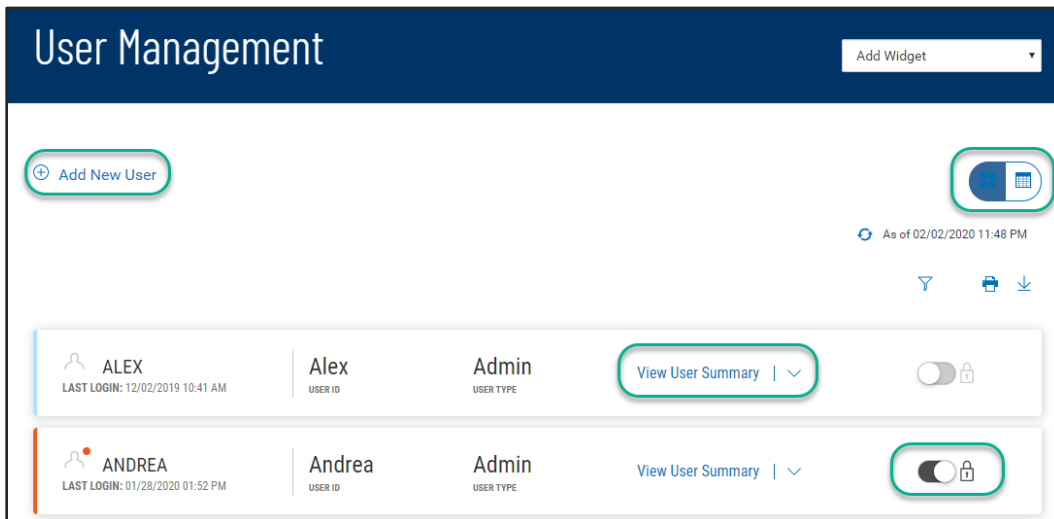 User Management
Add Widget
Add New User
As of 02/02/2020 11:48 PM
ALEX
LAST LOGIN: 12/02/2019 10:41 AM
Alex
USER ID
Admin
USER TYPE
View User Summary |
ANDREA
LAST LOGIN: 01/28/2020 01:52 PM
Andrea
USER ID
Admin
USER TYPE
View User Summary |